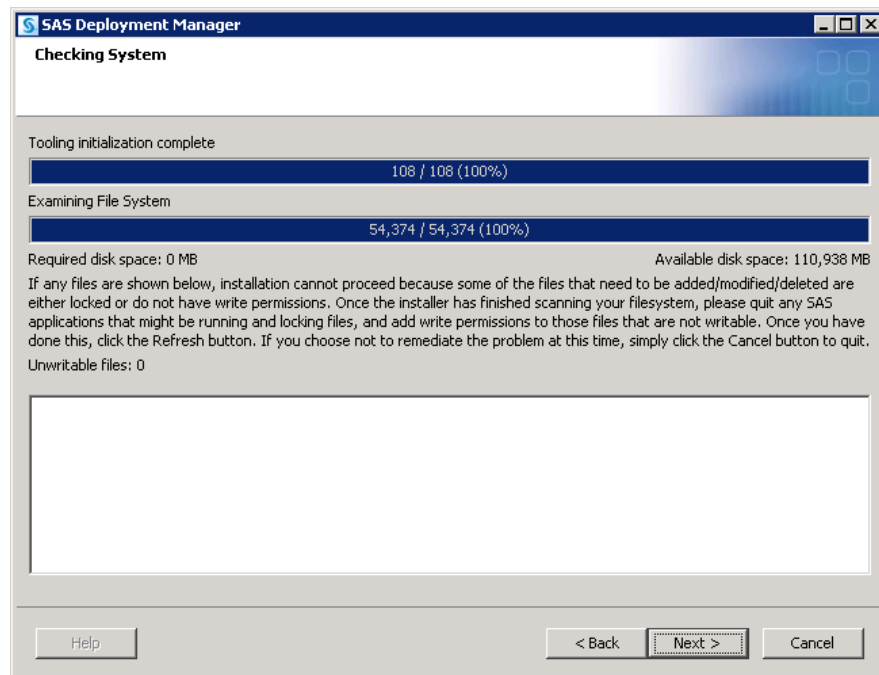 SAS Deployment Manager
Checking System
Tooling initialization complete
108 / 108 (100%)
Examining File System
54,374 / 54,374 (100%)
Required disk space: 0 MB Available disk space: 110,938 MB
If any files are shown below, installation cannot proceed because some of the files that need to be added/modified/deleted are
either locked or do not have write permissions. Once the installer has finished scanning your filesystem, please quit any SAS
applications that might be running and locking files, and add write permissions to those files that are not writable. Once you have
done this, click the Refresh button. If you choose not to remediate the problem at this time, simply click the Cancel button to quit.
Unwritable files: 0
Help < Back Next > Cancel